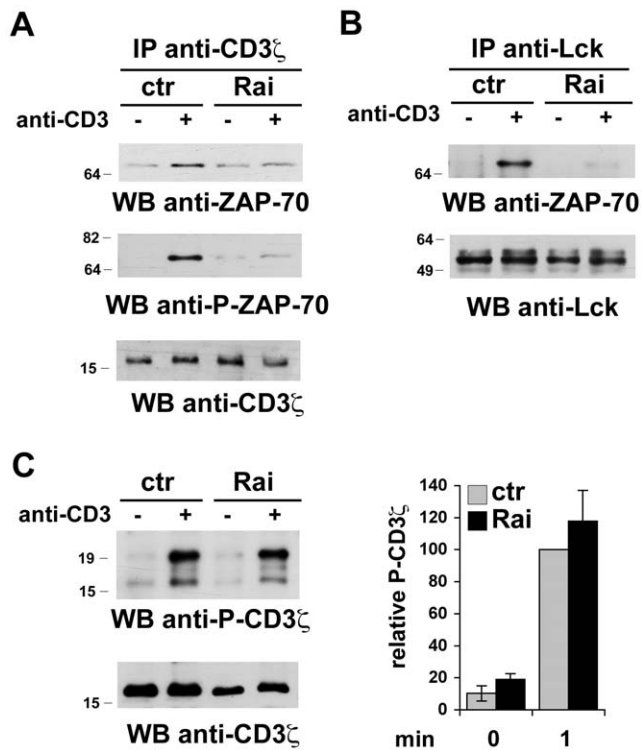 A
IP anti-CD3ζ
ctr Rai
anti-CD3 - + - +
64
WB anti-ZAP-70
82
64
WB anti-P-ZAP-70
15
WB anti-CD3ζ
B
IP anti-Lck
ctr Rai
anti-CD3 - + - +
64
WB anti-ZAP-70
64
49
WB anti-Lck
C
ctr Rai
anti-CD3 - + - +
19
15
WB anti-P-CD3ζ
15
WB anti-CD3ζ
relative P-CD3ζ
140
120
100
80
60
40
20
0
ctr
Rai
min 0 1